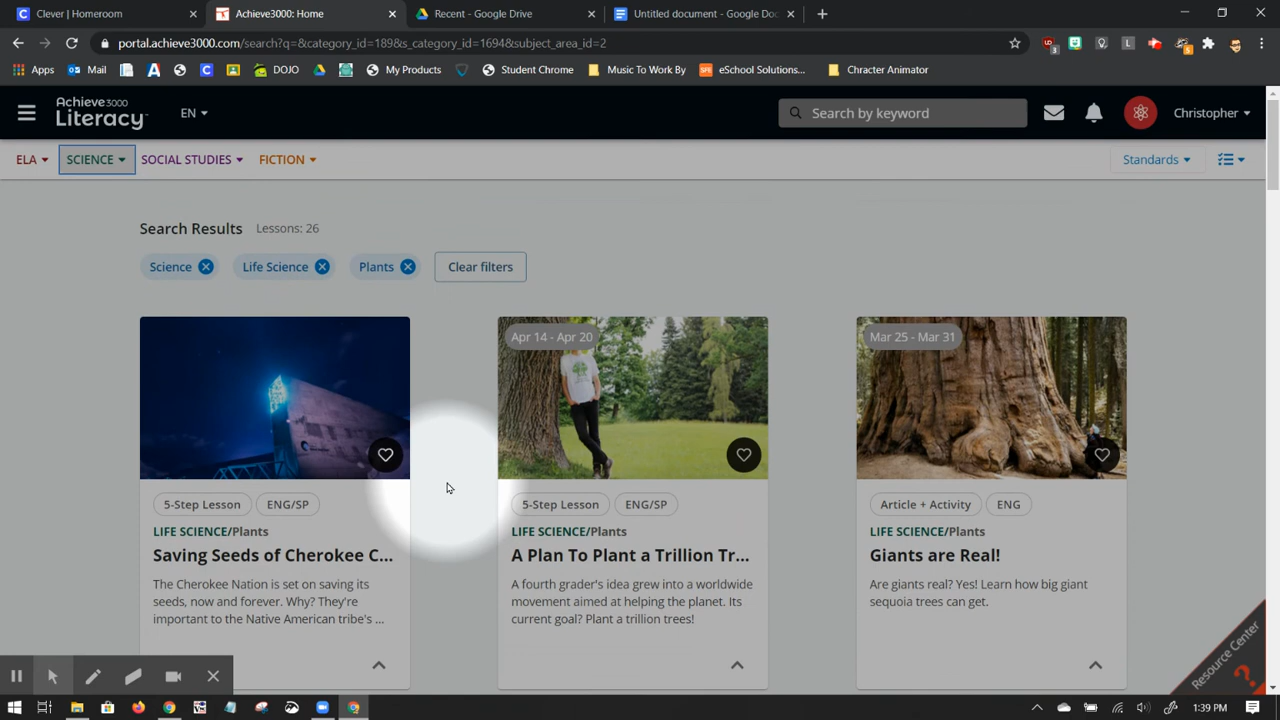 Clever | Homeroom
Achieve3000: Home
Recent - Google Drive
Untitled document - Google Doc
portal.achieve3000.com/search?q=&category_id=189&s_category_id=1694&subject_area_id=2
Apps
Mail
DOJO
My Products
Student Chrome
Music To Work By
eSchool Solutions...
Chracter Animator
Achieve3000
Literacy
EN
Search by keyword
Christopher
ELA
SCIENCE
SOCIAL STUDIES
FICTION
Standards
Search Results Lessons: 26
Science
Life Science
Plants
Clear filters
5-Step Lesson
ENG/SP
LIFE SCIENCE/Plants
Saving Seeds of Cherokee C...
The Cherokee Nation is set on saving its
seeds, now and forever. Why? They're
important to the Native American tribe's ...
Apr 14 - Apr 20
5-Step Lesson
ENG/SP
LIFE SCIENCE/Plants
A Plan To Plant a Trillion Tr...
A fourth grader's idea grew into a worldwide
movement aimed at helping the planet. Its
current goal? Plant a trillion trees!
Mar 25 - Mar 31
Article + Activity
ENG
LIFE SCIENCE/Plants
Giants are Real!
Are giants real? Yes! Learn how big giant
sequoia trees can get.
Resource Center
?
1:39 PM